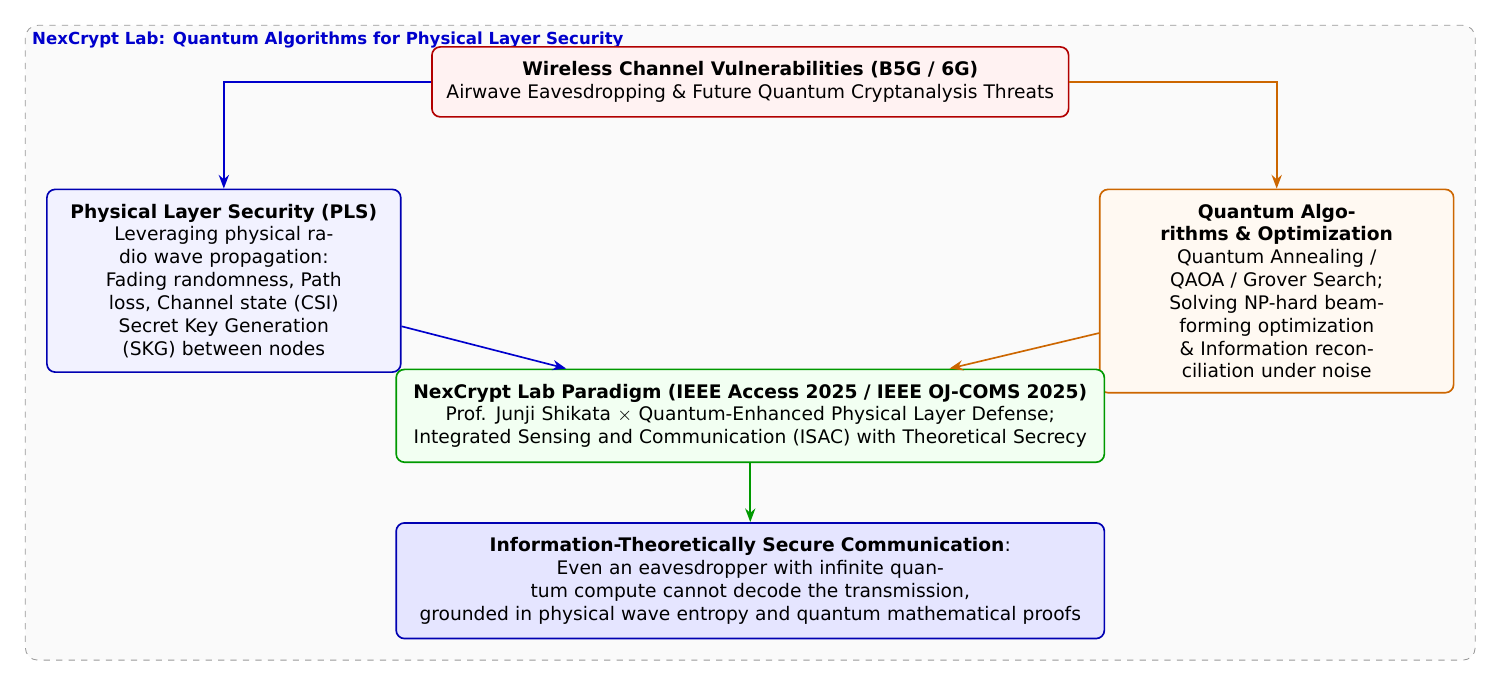 NexCrypt Lab: Quantum Algorithms for Physical Layer Security
Wireless Channel Vulnerabilities (B5G / 6G)
Airwave Eavesdropping & Future Quantum Cryptanalysis Threats
Physical Layer Security (PLS)
Leveraging physical ra-
dio wave propagation:
Fading randomness, Path
loss, Channel state (CSI)
Secret Key Generation
(SKG) between nodes
Quantum Algo-
rithms & Optimization
Quantum Annealing /
QAOA / Grover Search;
Solving NP-hard beam-
forming optimization
& Information recon-
ciliation under noise
NexCrypt Lab Paradigm (IEEE Access 2025 / IEEE OJ-COMS 2025)
Prof. Junji Shikata × Quantum-Enhanced Physical Layer Defense;
Integrated Sensing and Communication (ISAC) with Theoretical Secrecy
Information-Theoretically Secure Communication:
Even an eavesdropper with infinite quan-
tum compute cannot decode the transmission,
grounded in physical wave entropy and quantum mathematical proofs